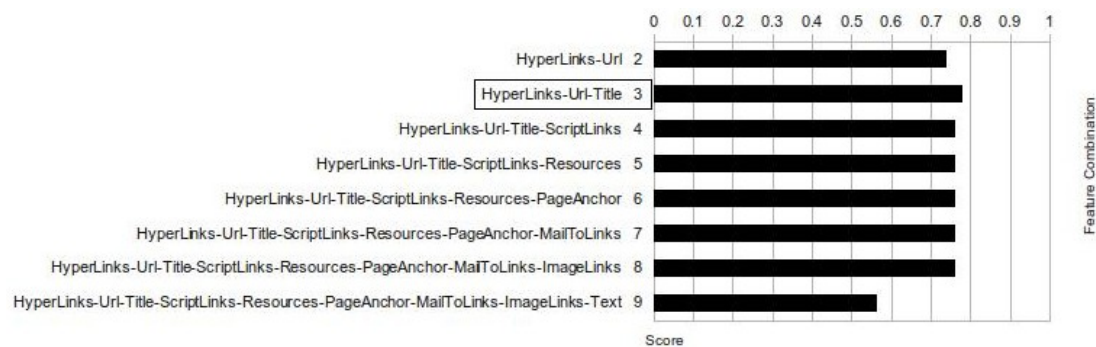 0 0.1 0.2 0.3 0.4 0.5 0.6 0.7 0.8 0.9 1
HyperLinks-Url 2
HyperLinks-Url-Title 3
HyperLinks-Url-Title-ScriptLinks 4
HyperLinks-Url-Title-ScriptLinks-Resources 5
HyperLinks-Url-Title-ScriptLinks-Resources-PageAnchor 6
HyperLinks-Url-Title-ScriptLinks-Resources-PageAnchor-MailToLinks 7
HyperLinks-Url-Title-ScriptLinks-Resources-PageAnchor-MailToLinks-ImageLinks 8
HyperLinks-Url-Title-ScriptLinks-Resources-PageAnchor-MailToLinks-ImageLinks-Text 9
Feature Combination
Score